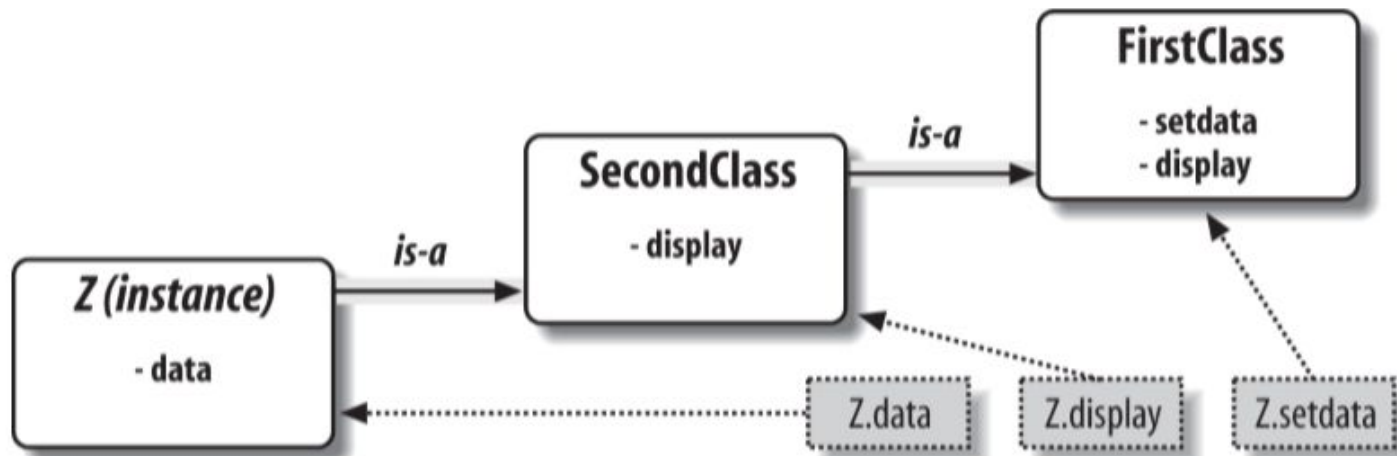 FirstClass
- setdata
- display
is-a
SecondClass
- display
is-a
Z (instance)
- data
Z.data
Z.display
Z.setdata